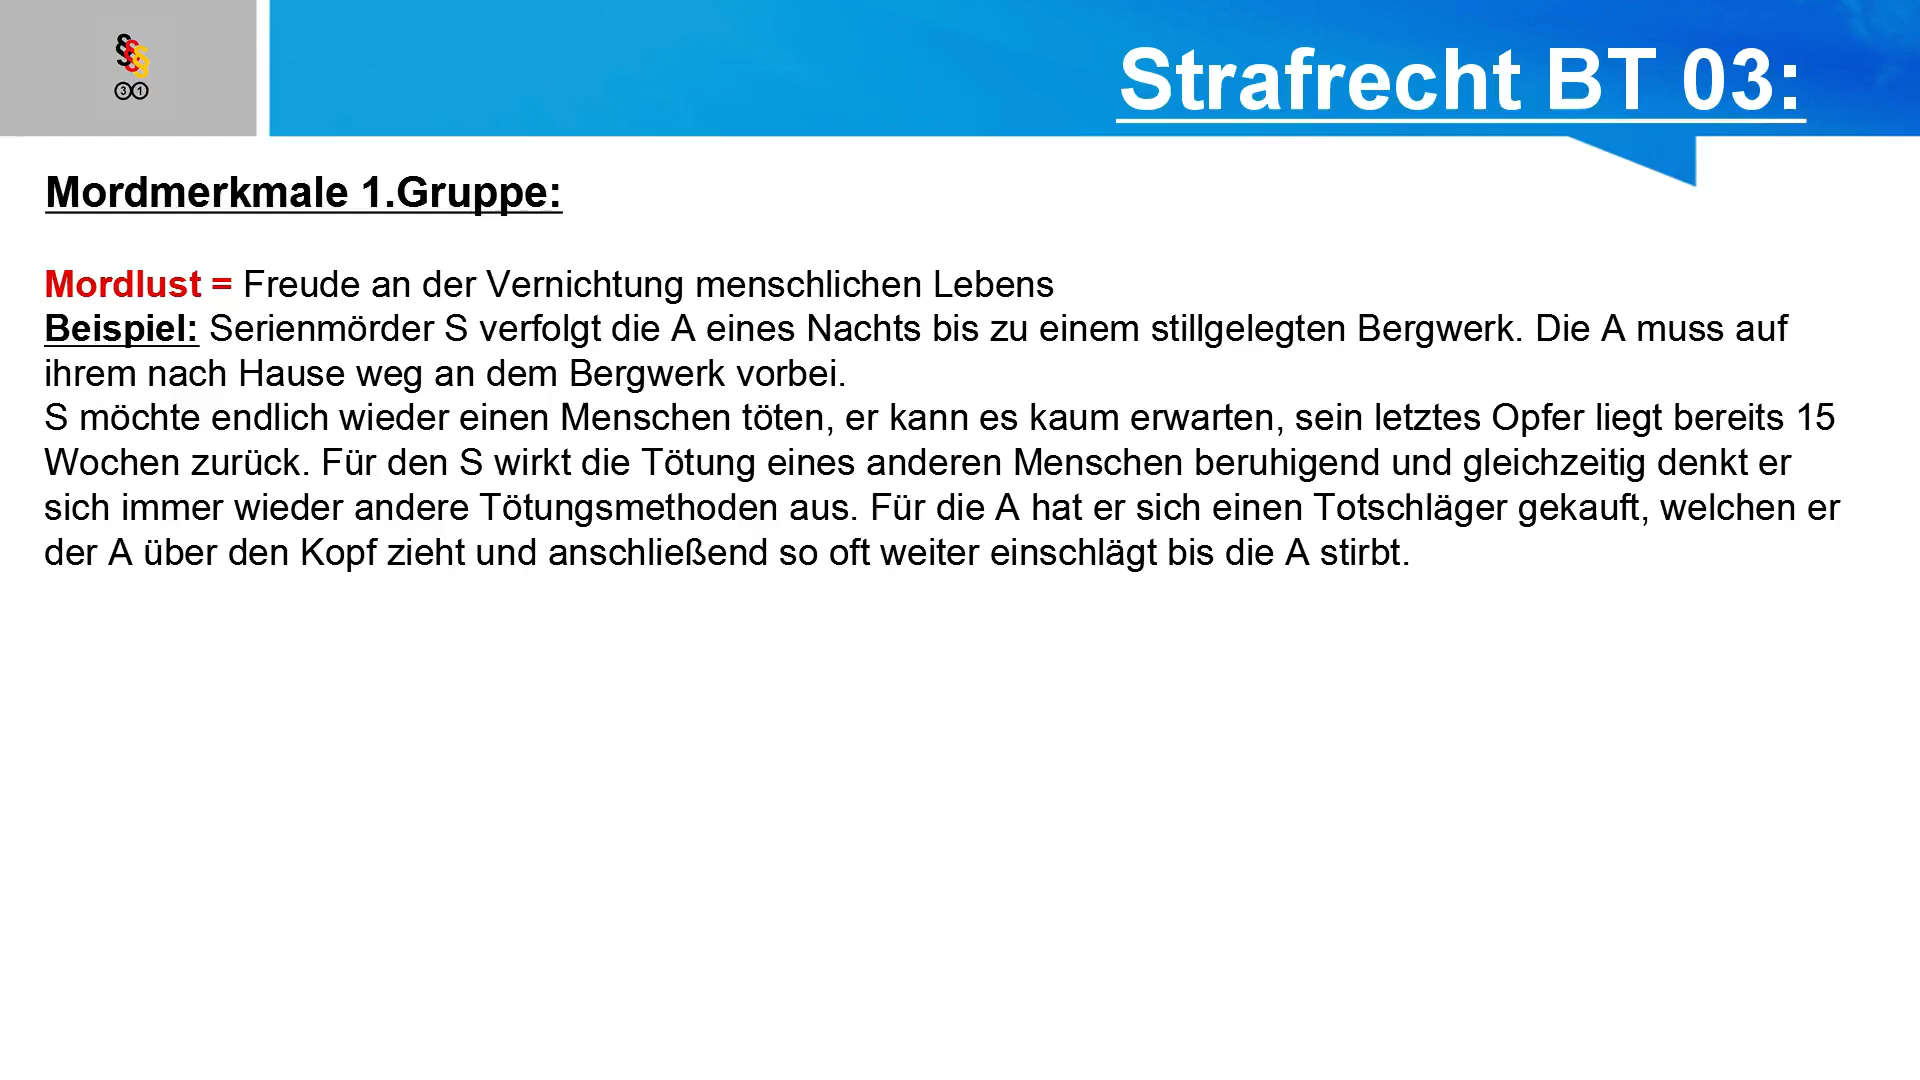 §§§
31
Strafrecht BT 03:
Mordmerkmale 1.Gruppe:
Mordlust = Freude an der Vernichtung menschlichen Lebens
Beispiel: Serienmörder S verfolgt die A eines Nachts bis zu einem stillgelegten Bergwerk. Die A muss auf
ihrem nach Hause weg an dem Bergwerk vorbei.
S möchte endlich wieder einen Menschen töten, er kann es kaum erwarten, sein letztes Opfer liegt bereits 15
Wochen zurück. Für den S wirkt die Tötung eines anderen Menschen beruhigend und gleichzeitig denkt er
sich immer wieder andere Tötungsmethoden aus. Für die A hat er sich einen Totschläger gekauft, welchen er
der A über den Kopf zieht und anschließend so oft weiter einschlägt bis die A stirbt.